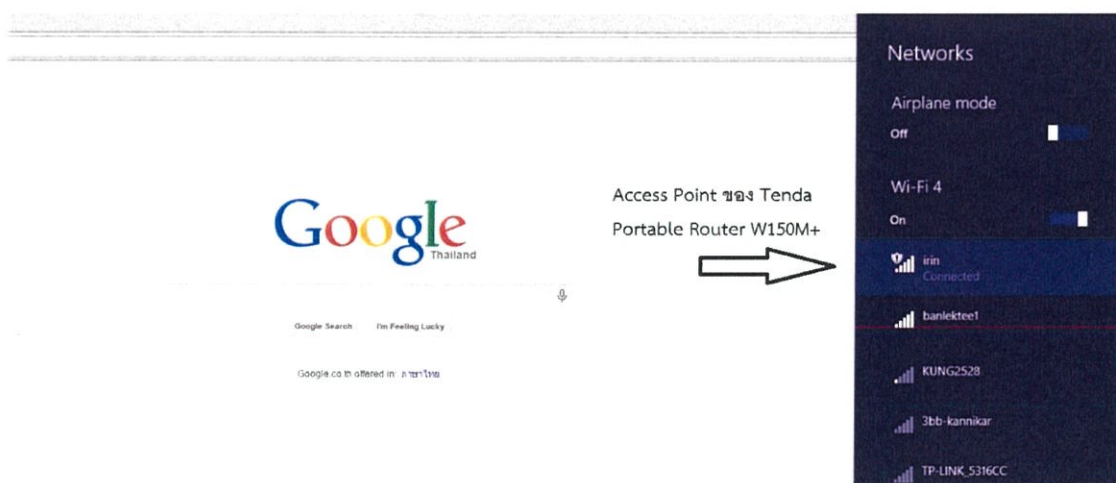 Networks
Airplane mode
Off
Wi-Fi 4
On
irin
Connected
banlektee1
KUNG2528
3bb-kannikar
TP-LINK_5316CC
Access Point ของ Tenda
Portable Router W150M+
Google
Thailand
Google Search I'm Feeling Lucky
Google.co.th offered in: ภาษาไทย